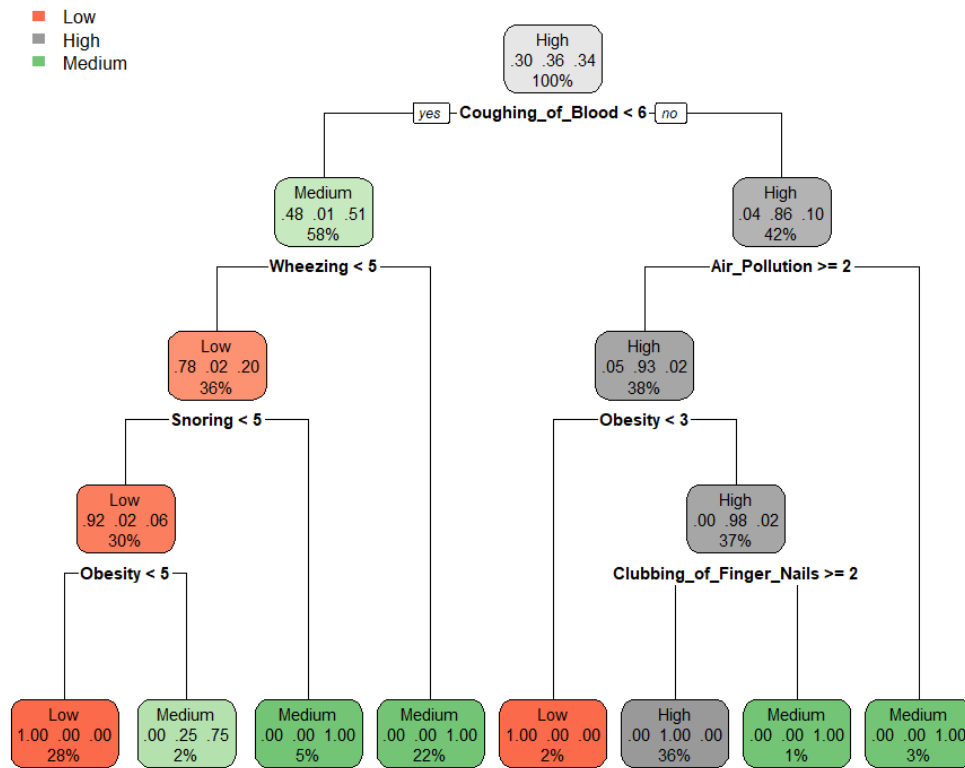 Low
High
Medium
High
.30 .36 .34
100%
yes Coughing_of_Blood < 6 no
Medium
.48 .01 .51
58%
High
.04 .86 .10
42%
Wheezing < 5
Air_Pollution >= 2
Low
.78 .02 .20
36%
High
.05 .93 .02
38%
Snoring < 5
Obesity < 3
Low
.92 .02 .06
30%
High
.00 .98 .02
37%
Obesity < 5
Clubbing_of_Finger_Nails >= 2
Low
1.00 .00 .00
28%
Medium
.00 .25 .75
2%
Medium
.00 .00 1.00
5%
Medium
.00 .00 1.00
22%
Low
1.00 .00 .00
2%
High
.00 1.00 .00
36%
Medium
.00 .00 1.00
1%
Medium
.00 .00 1.00
3%